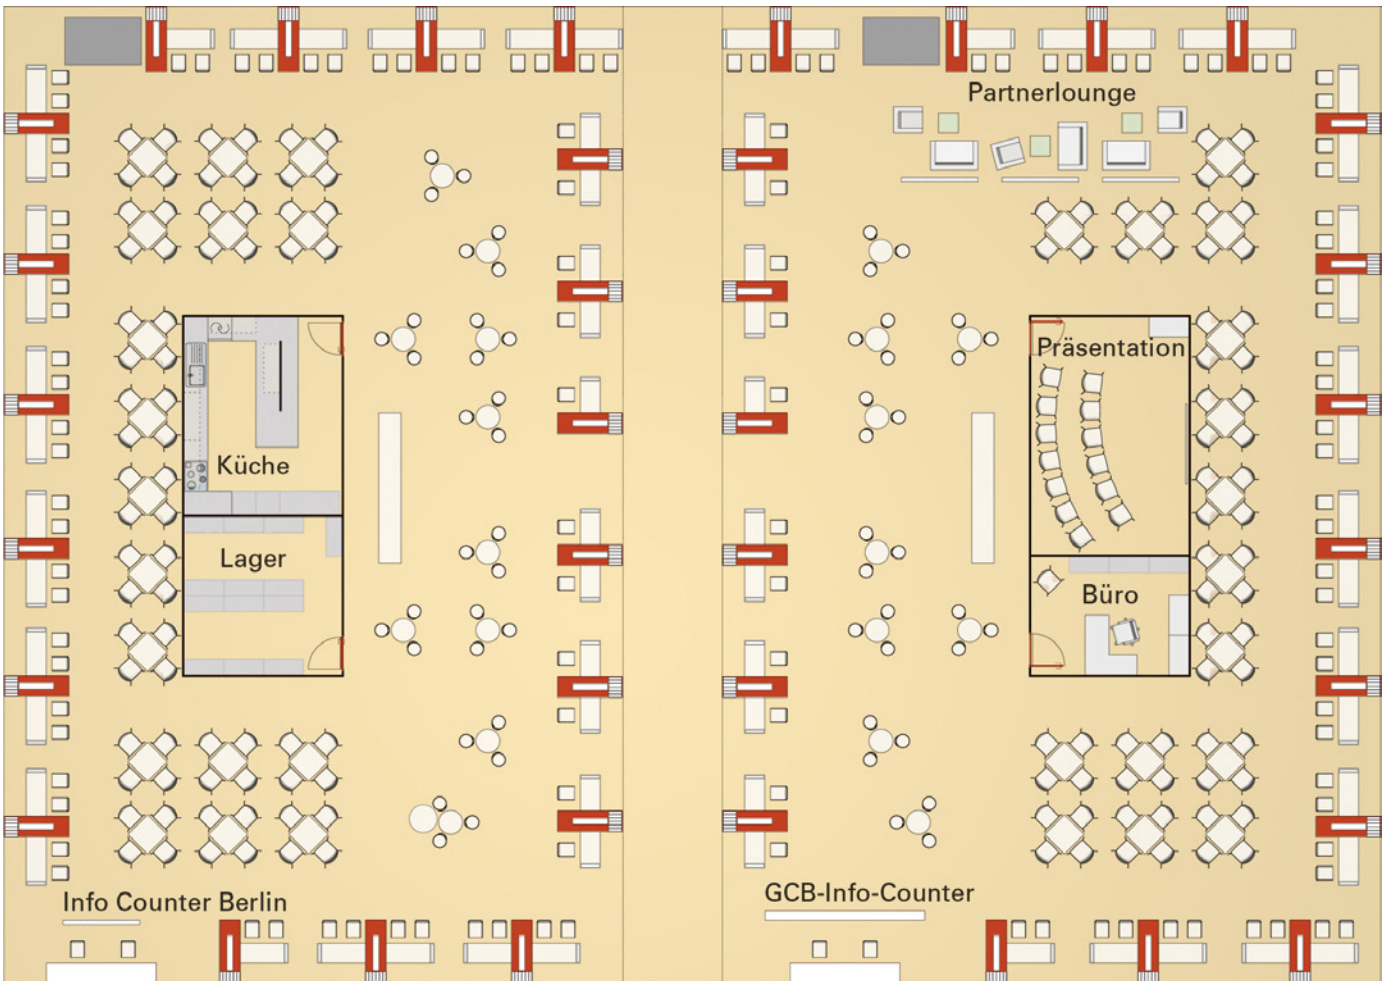 Partnerlounge
Präsentation
Küche
Lager
Büro
Info Counter Berlin
GCB-Info-Counter